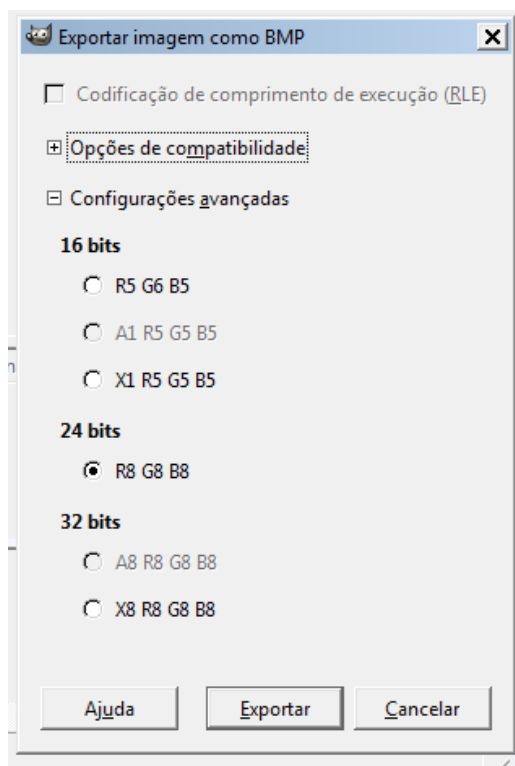 Exportar imagem como BMP
Codificação de comprimento de execução (RLE)
Opções de compatibilidade
Configurações avançadas
16 bits
R5 G6 B5
A1 R5 G5 B5
X1 R5 G5 B5
24 bits
R8 G8 B8
32 bits
A8 R8 G8 B8
X8 R8 G8 B8
Ajuda Exportar Cancelar